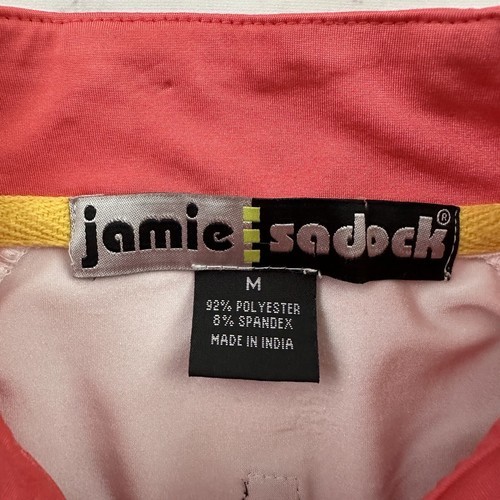 jamie sadock®
M
92% POLYESTER
8% SPANDEX
MADE IN INDIA